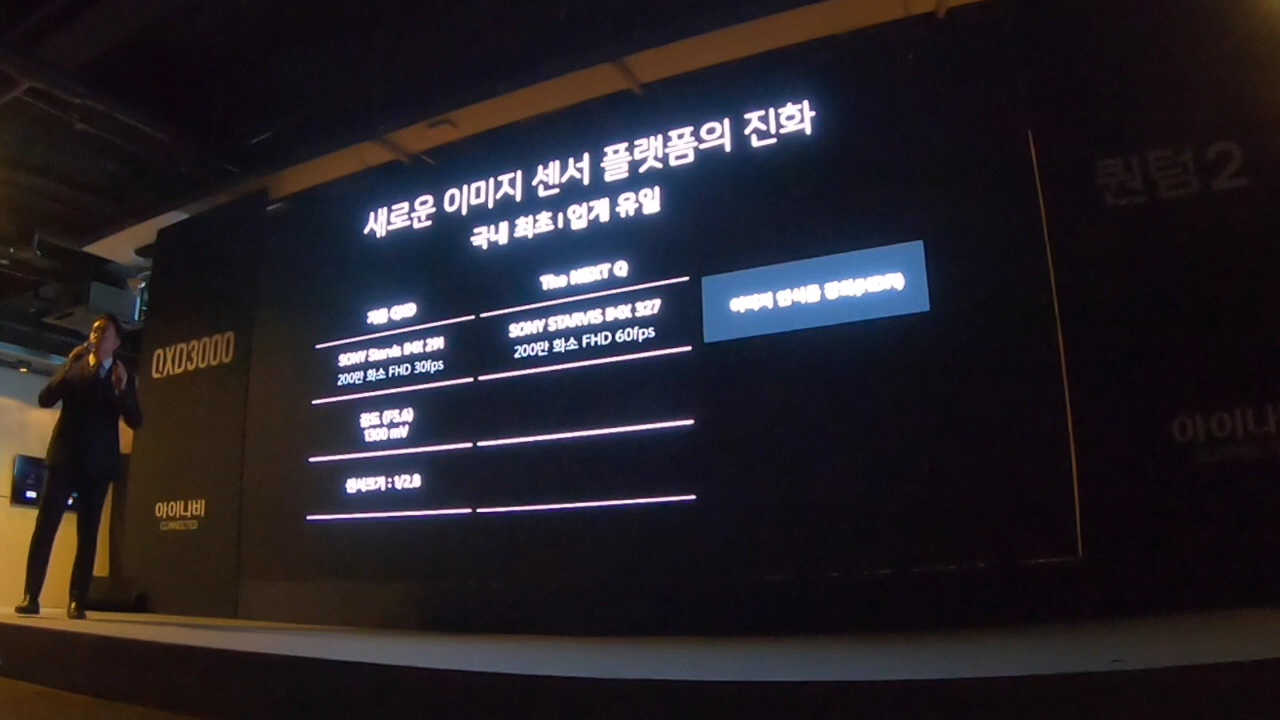 새로운 이미지 센서 플랫폼의 진화
국내 최초 | 업계 유일
기존 QXD
The NEXT Q
SONY Starvis IMX 291
200만 화소 FHD 30fps
SONY STARVIS IMX 327
200만 화소 FHD 60fps
감도 (F5.6)
1300 mV
센서크기 : 1/2.8
QXD3000
아이나비
CONNECTED
퀀텀2
아이나